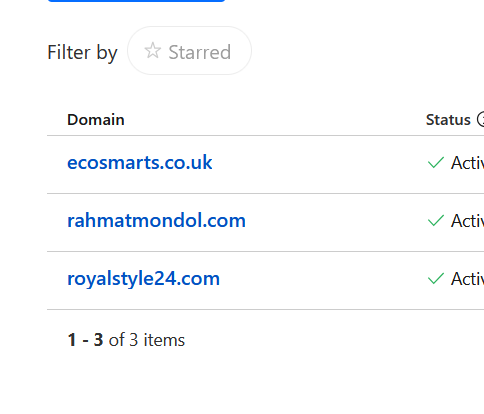 Filter by ☆ Starred
Domain Status
ecosmarts.co.uk
rahmatmondol.com
royalstyle24.com
1 - 3 of 3 items